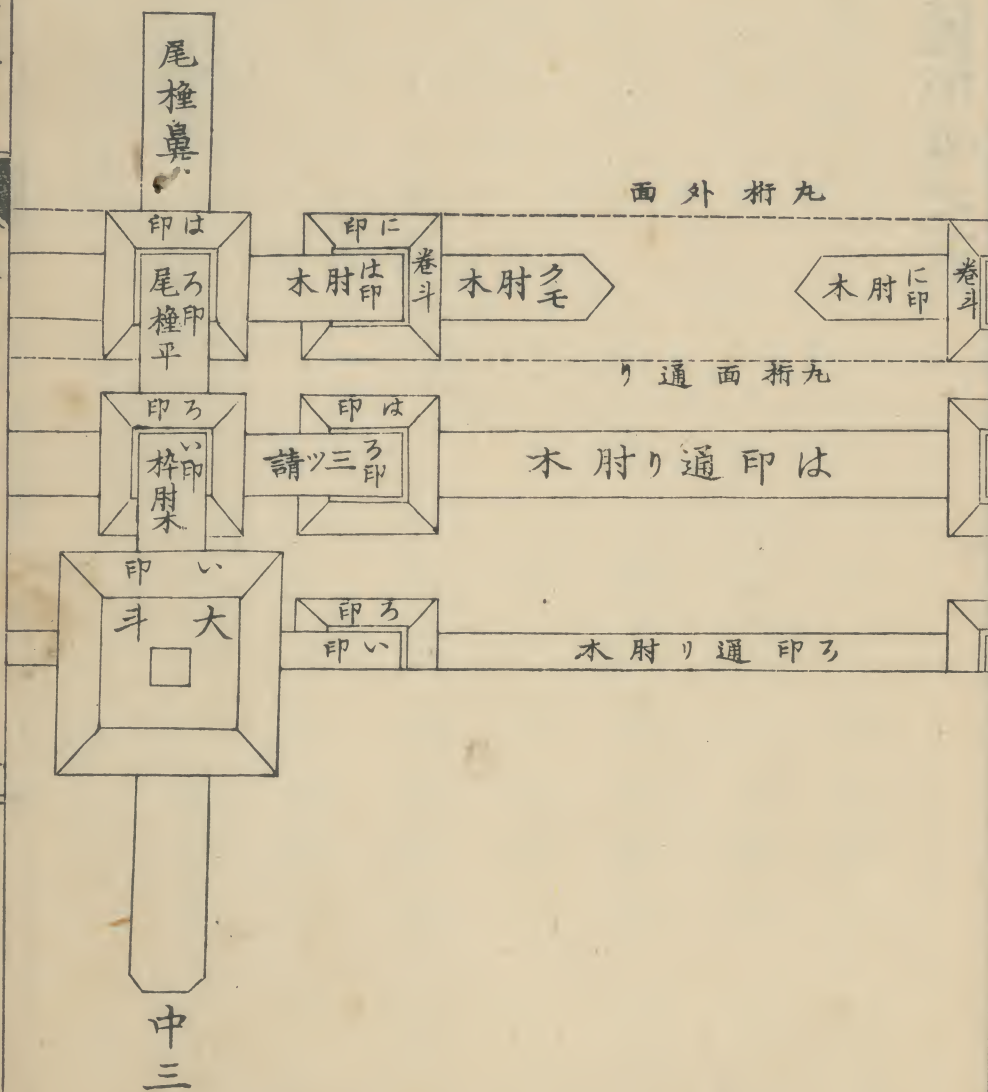 尾棰鼻
丸桁外面
は印
に印
ろ印
尾棰平
は印
肘木
巻斗
クモ
肘木
に印
肘木
巻斗
丸桁面通り
ろ印
は印
い印
枠肘木
ろ印
三ッ請
は印通り肘木
い印
大斗
ろ印
い印
ろ印通り肘木
中三